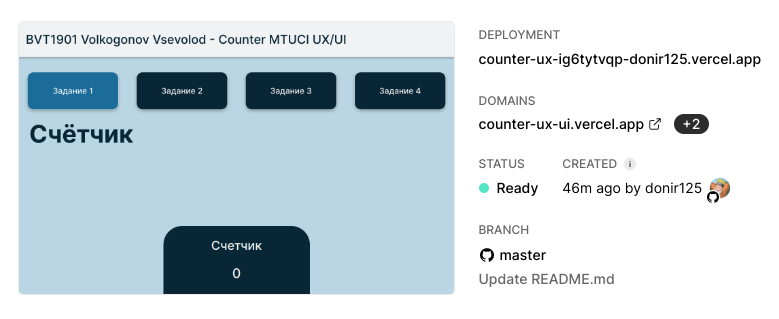 BVT1901 Volkogonov Vsevolod - Counter MTUCI UX/UI
Задание 1
Задание 2
Задание 3
Задание 4
Счётчик
Счетчик
0
DEPLOYMENT
counter-ux-ig6tytvqp-donir125.vercel.app
DOMAINS
counter-ux-ui.vercel.app +2
STATUS
Ready
CREATED i
46m ago by donir125
BRANCH
master
Update README.md